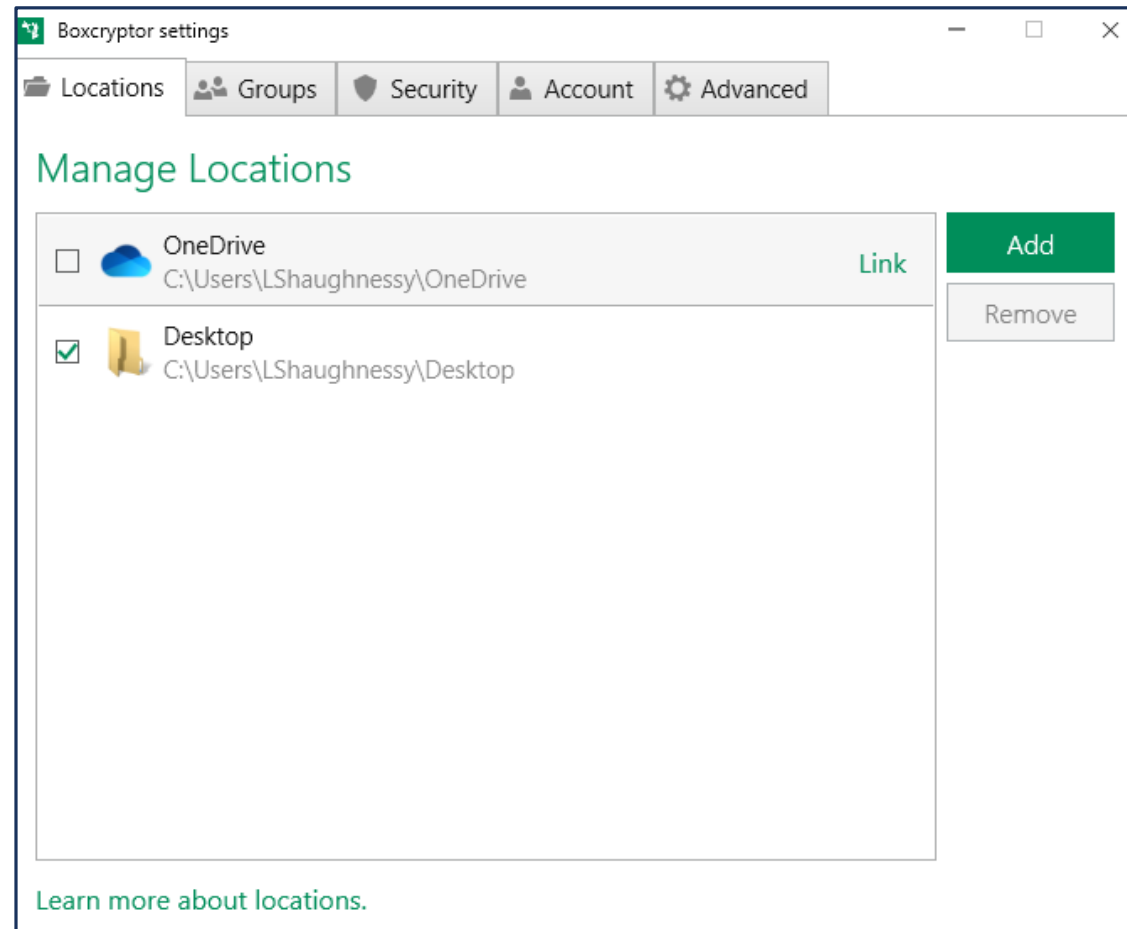 Boxcryptor settings
Locations Groups Security Account Advanced
Manage Locations
OneDrive
C:\Users\LShaughnessy\OneDrive
Link
Add
Remove
Desktop
C:\Users\LShaughnessy\Desktop
Learn more about locations.